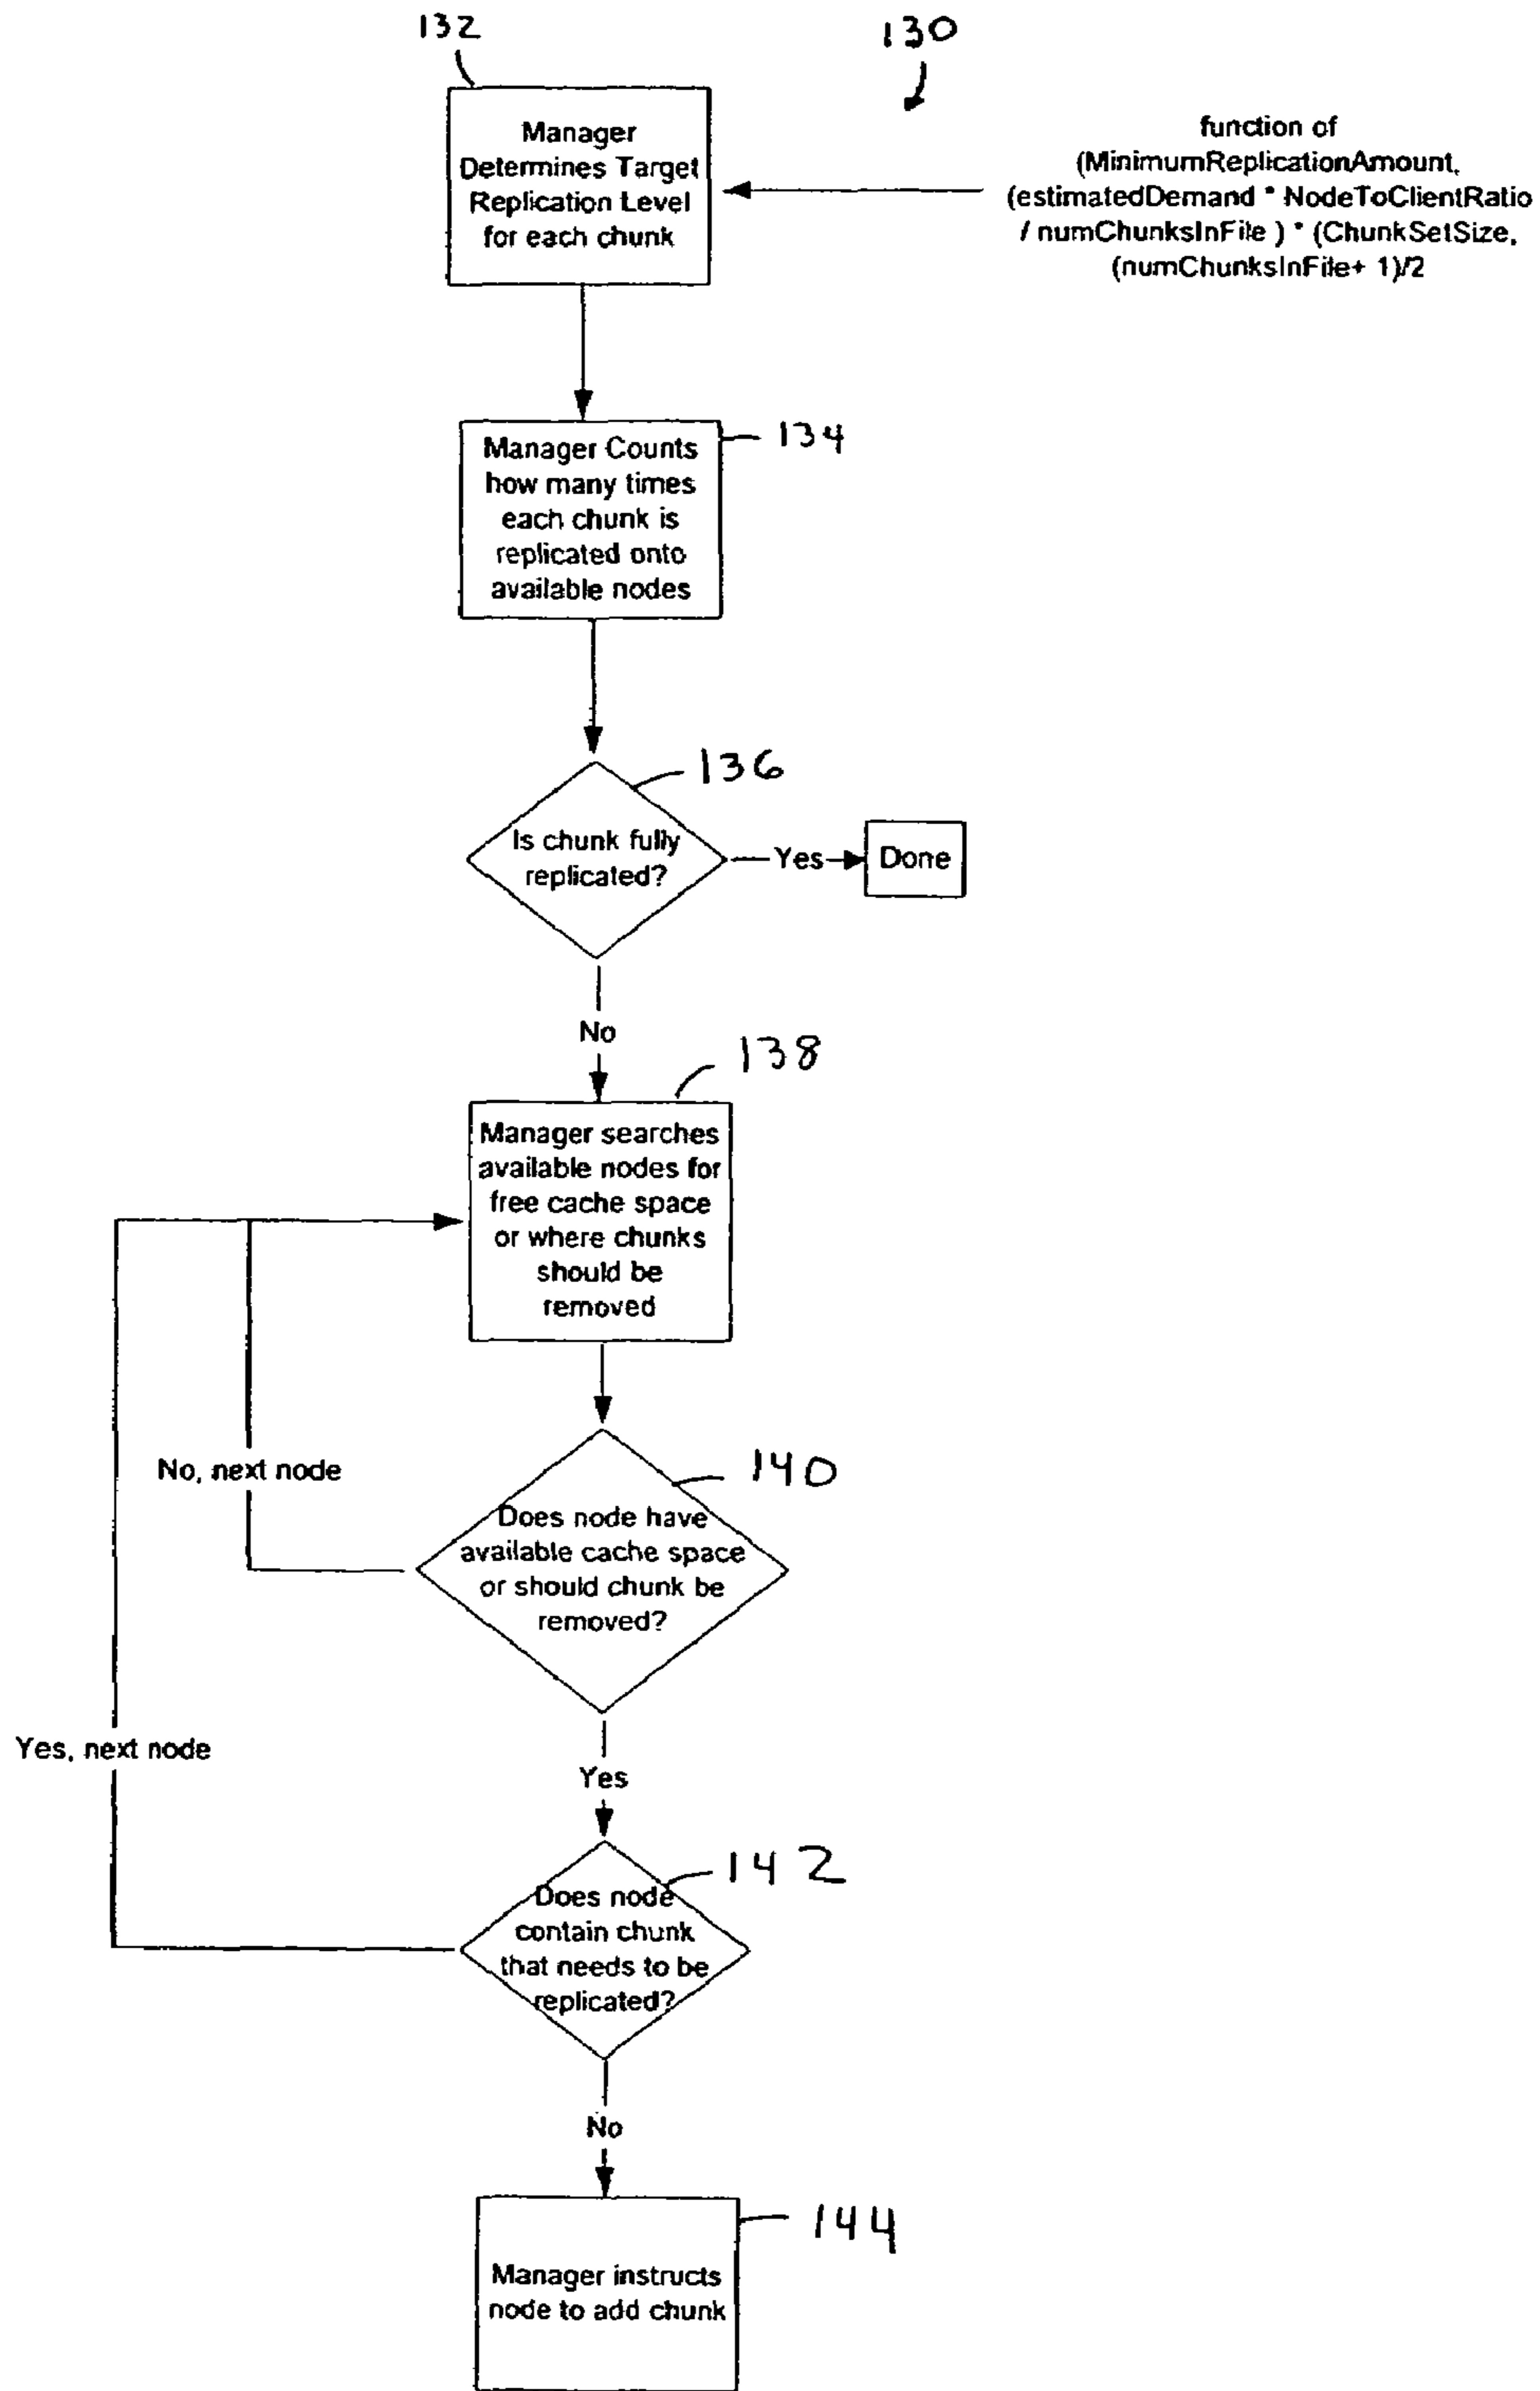 132
130
Manager
Determines Target
Replication Level
for each chunk
function of
(MinimumReplicationAmount,
(estimatedDemand * NodeToClientRatio
/ numChunksInFile ) * (ChunkSetSize,
(numChunksInFile+ 1)/2
Manager Counts
how many times
each chunk is
replicated onto
available nodes
134
136
Is chunk fully
replicated?
Yes
Done
No
138
Manager searches
available nodes for
free cache space
or where chunks
should be
removed
No, next node
140
Does node have
available cache space
or should chunk be
removed?
Yes, next node
Yes
142
Does node
contain chunk
that needs to be
replicated?
No
144
Manager instructs
node to add chunk